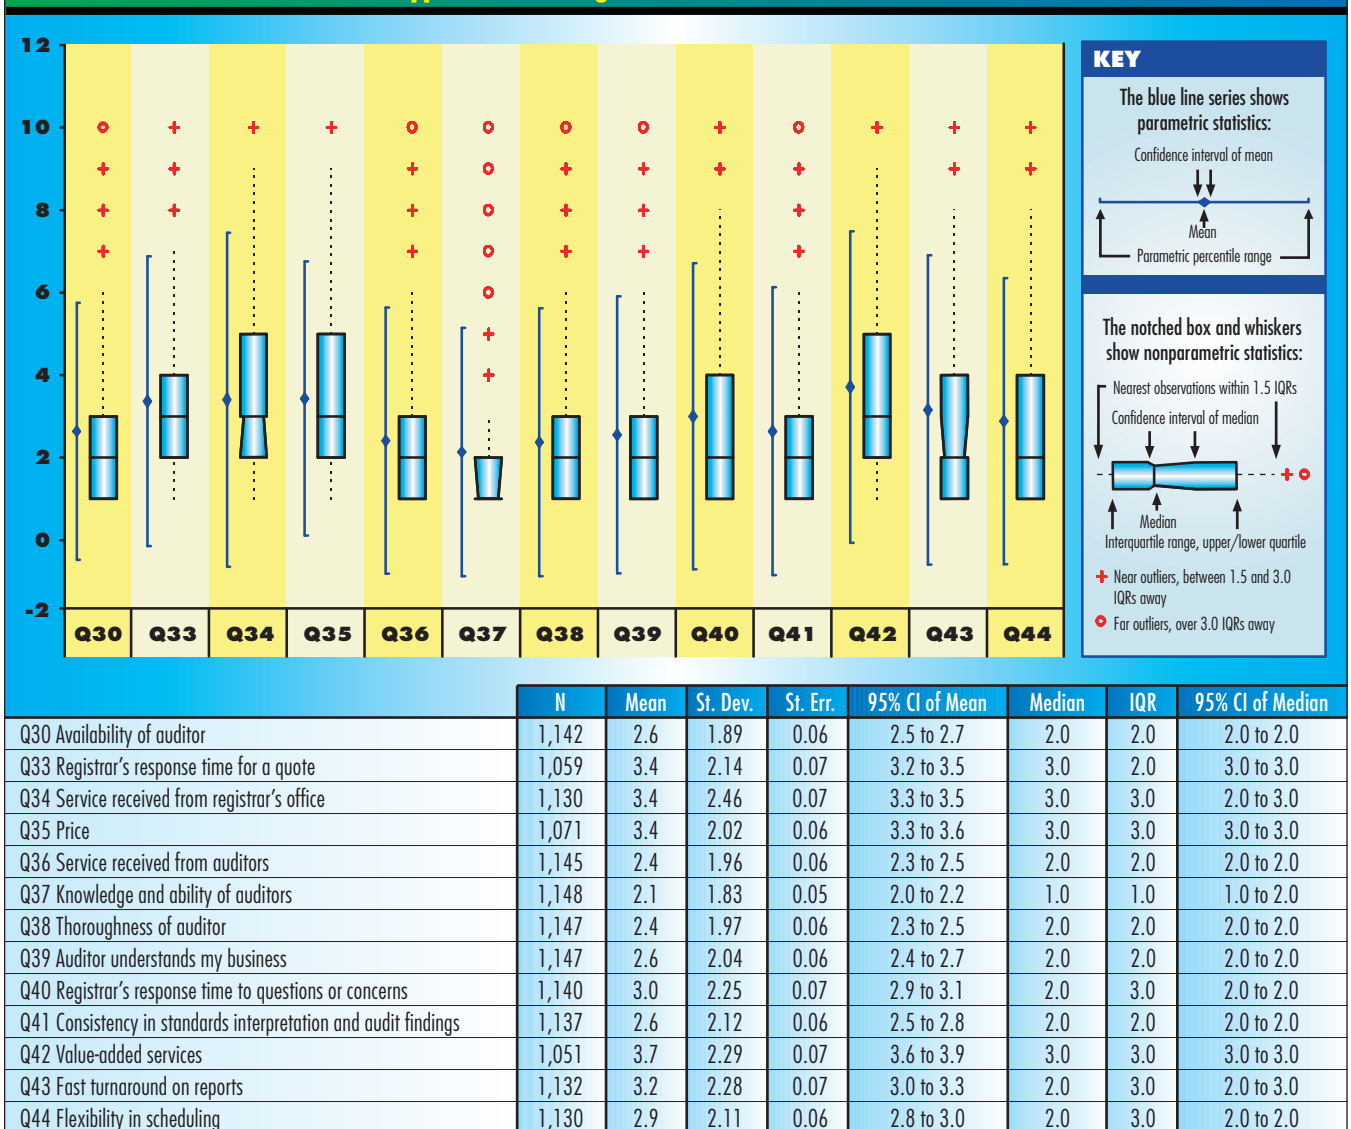 12
10
8
6
4
2
0
-2
Q30 Q33 Q34 Q35 Q36 Q37 Q38 Q39 Q40 Q41 Q42 Q43 Q44
KEY
The blue line series shows
parametric statistics:
Confidence interval of mean
Mean
Parametric percentile range
The notched box and whiskers
show nonparametric statistics:
Nearest observations within 1.5 IQRs
Confidence interval of median
Median
Interquartile range, upper/lower quartile
Near outliers, between 1.5 and 3.0
IQRs away
Far outliers, over 3.0 IQRs away
N Mean St. Dev. St. Err. 95% CI of Mean Median IQR 95% CI of Median
Q30 Availability of auditor 1,142 2.6 1.89 0.06 2.5 to 2.7 2.0 2.0 2.0 to 2.0
Q33 Registrar's response time for a quote 1,059 3.4 2.14 0.07 3.2 to 3.5 3.0 2.0 3.0 to 3.0
Q34 Service received from registrar's office 1,130 3.4 2.46 0.07 3.3 to 3.5 3.0 3.0 2.0 to 3.0
Q35 Price 1,071 3.4 2.02 0.06 3.3 to 3.6 3.0 3.0 3.0 to 3.0
Q36 Service received from auditors 1,145 2.4 1.96 0.06 2.3 to 2.5 2.0 2.0 2.0 to 2.0
Q37 Knowledge and ability of auditors 1,148 2.1 1.83 0.05 2.0 to 2.2 1.0 1.0 1.0 to 2.0
Q38 Thoroughness of auditor 1,147 2.4 1.97 0.06 2.3 to 2.5 2.0 2.0 2.0 to 2.0
Q39 Auditor understands my business 1,147 2.6 2.04 0.06 2.4 to 2.7 2.0 2.0 2.0 to 2.0
Q40 Registrar's response time to questions or concerns 1,140 3.0 2.25 0.07 2.9 to 3.1 2.0 3.0 2.0 to 2.0
Q41 Consistency in standards interpretation and audit findings 1,137 2.6 2.12 0.06 2.5 to 2.8 2.0 2.0 2.0 to 2.0
Q42 Value-added services 1,051 3.7 2.29 0.07 3.6 to 3.9 3.0 3.0 3.0 to 3.0
Q43 Fast turnaround on reports 1,132 3.2 2.28 0.07 3.0 to 3.3 2.0 3.0 2.0 to 3.0
Q44 Flexibility in scheduling 1,130 2.9 2.11 0.06 2.8 to 3.0 2.0 3.0 2.0 to 2.0